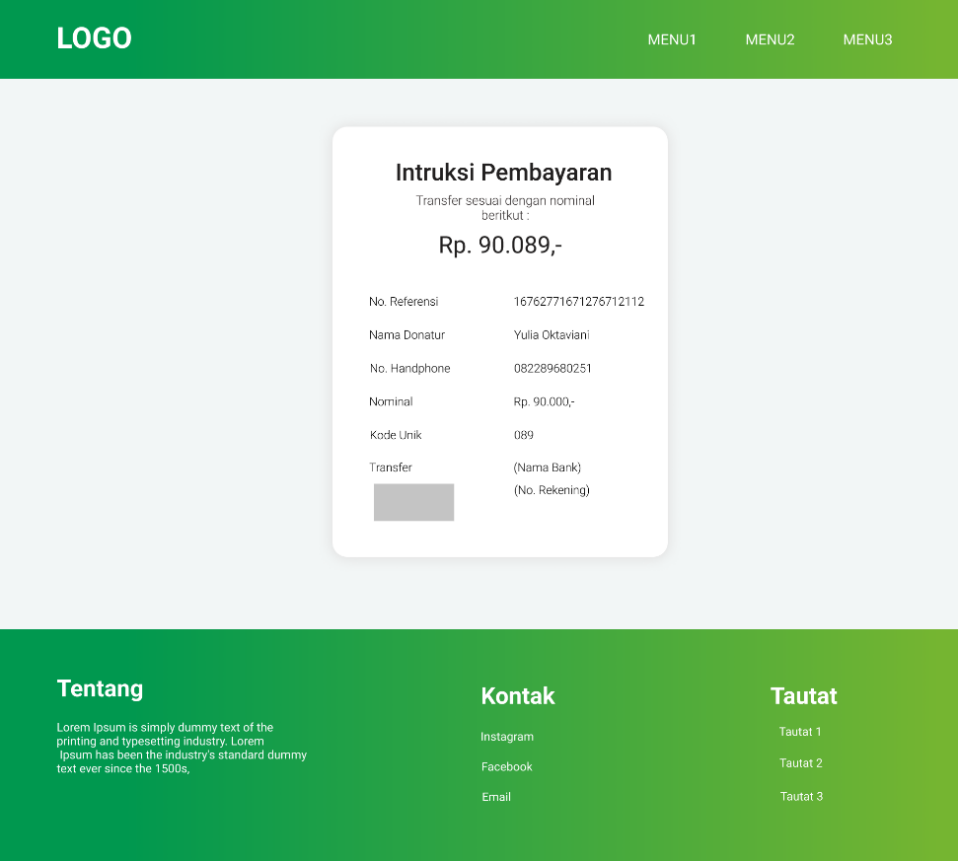 LOGO
MENU1 MENU2 MENU3
Intruksi Pembayaran
Transfer sesuai dengan nominal
beritkut :
Rp. 90.089,-
No. Referensi 16762771671276712112
Nama Donatur Yulia Oktaviani
No. Handphone 082289680251
Nominal Rp. 90.000,-
Kode Unik 089
Transfer (Nama Bank)
(No. Rekening)
Tentang
Lorem Ipsum is simply dummy text of the
printing and typesetting industry. Lorem
Ipsum has been the industry's standard dummy
text ever since the 1500s,
Kontak
Instagram
Facebook
Email
Tautat
Tautat 1
Tautat 2
Tautat 3